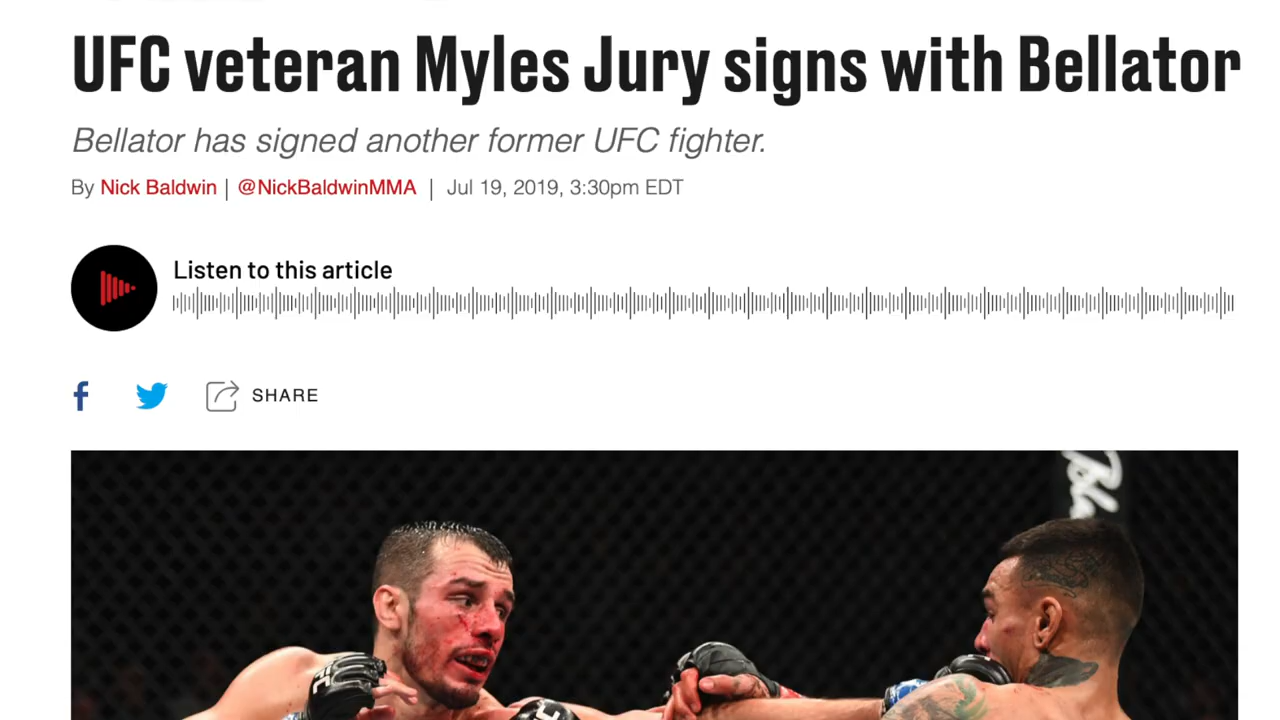 UFC veteran Myles Jury signs with Bellator
Bellator has signed another former UFC fighter.
By Nick Baldwin | @NickBaldwinMMA | Jul 19, 2019, 3:30pm EDT
Listen to this article
SHARE
UFC